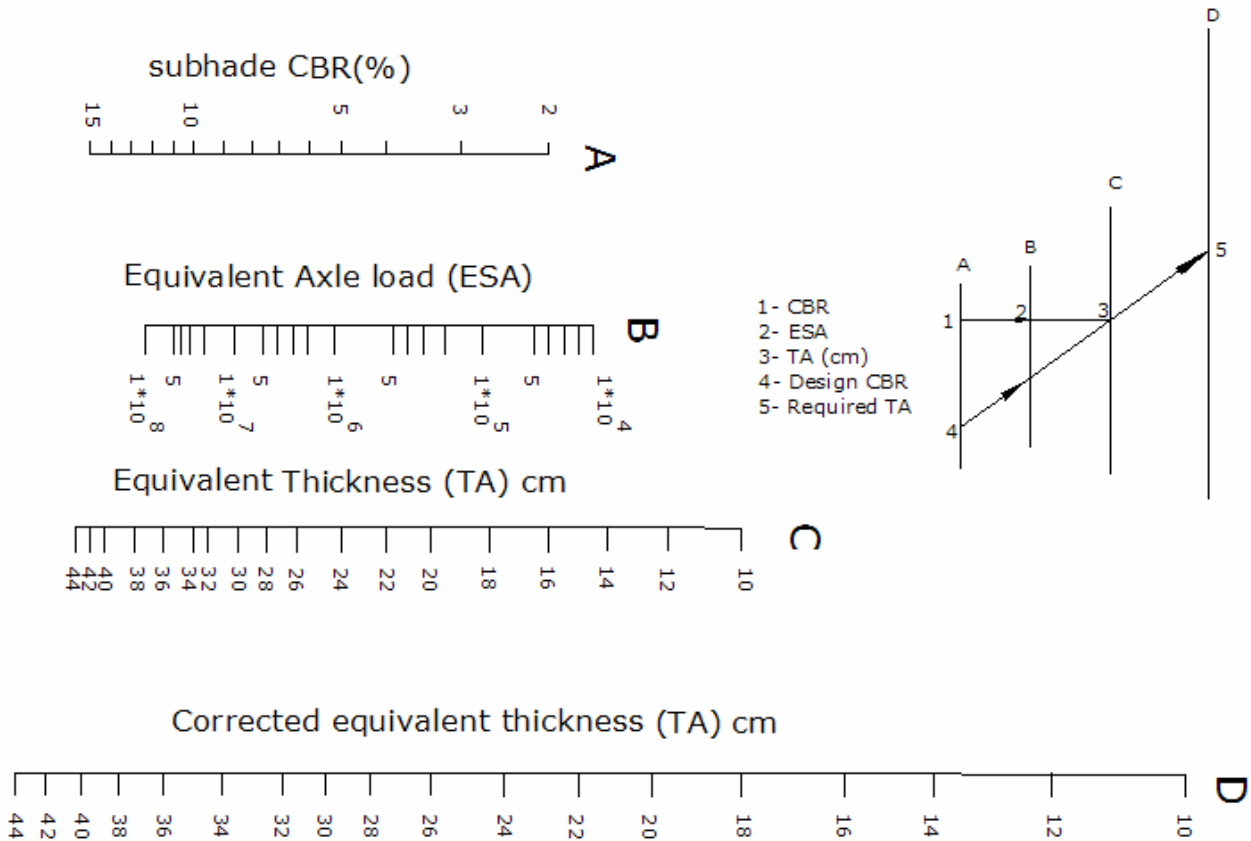 subhade CBR(%)
15 10 5 3 2
A
Equivalent Axle load (ESA)
B
1*10^8 5 1*10^7 5 1*10^6 5 1*10^5 5 1*10^4
Equivalent Thickness (TA) cm
C
44 42 40 38 36 34 32 30 28 26 24 22 20 18 16 14 12 10
Corrected equivalent thickness (TA) cm
D
44 42 40 38 36 34 32 30 28 26 24 22 20 18 16 14 12 10
D
C
B
A
1 2 3 5
4
1- CBR
2- ESA
3- TA (cm)
4- Design CBR
5- Required TA